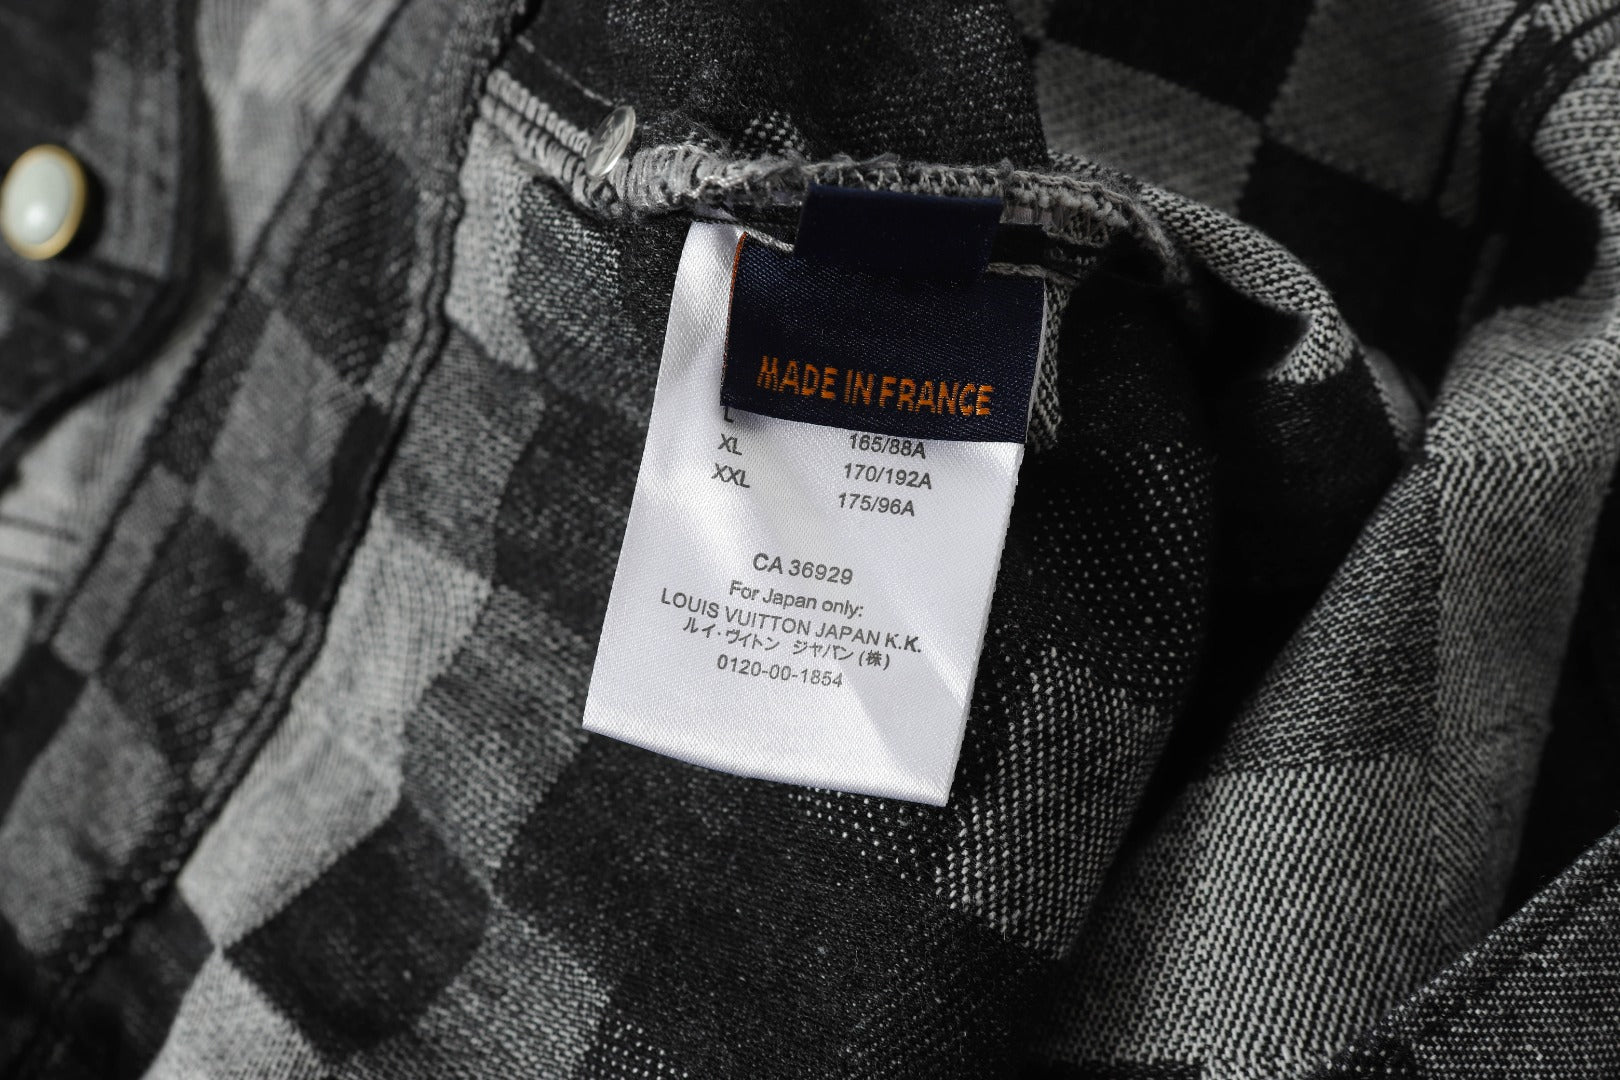 MADE IN FRANCE
L 165/88A
XL 170/192A
XXL 175/96A
CA 36929
For Japan only:
LOUIS VUITTON JAPAN K.K.
ルイ・ヴィトン ジャパン (株)
0120-00-1854